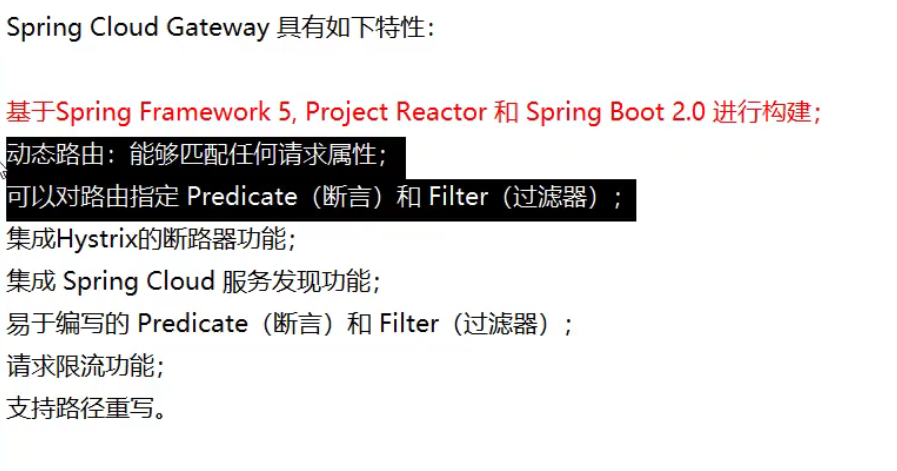 Spring Cloud Gateway 具有如下特性：
基于Spring Framework 5, Project Reactor 和 Spring Boot 2.0 进行构建；
动态路由：能够匹配任何请求属性；
可以对路由指定 Predicate（断言）和 Filter（过滤器）；
集成Hystrix的断路器功能；
集成 Spring Cloud 服务发现功能；
易于编写的 Predicate（断言）和 Filter（过滤器）；
请求限流功能；
支持路径重写。